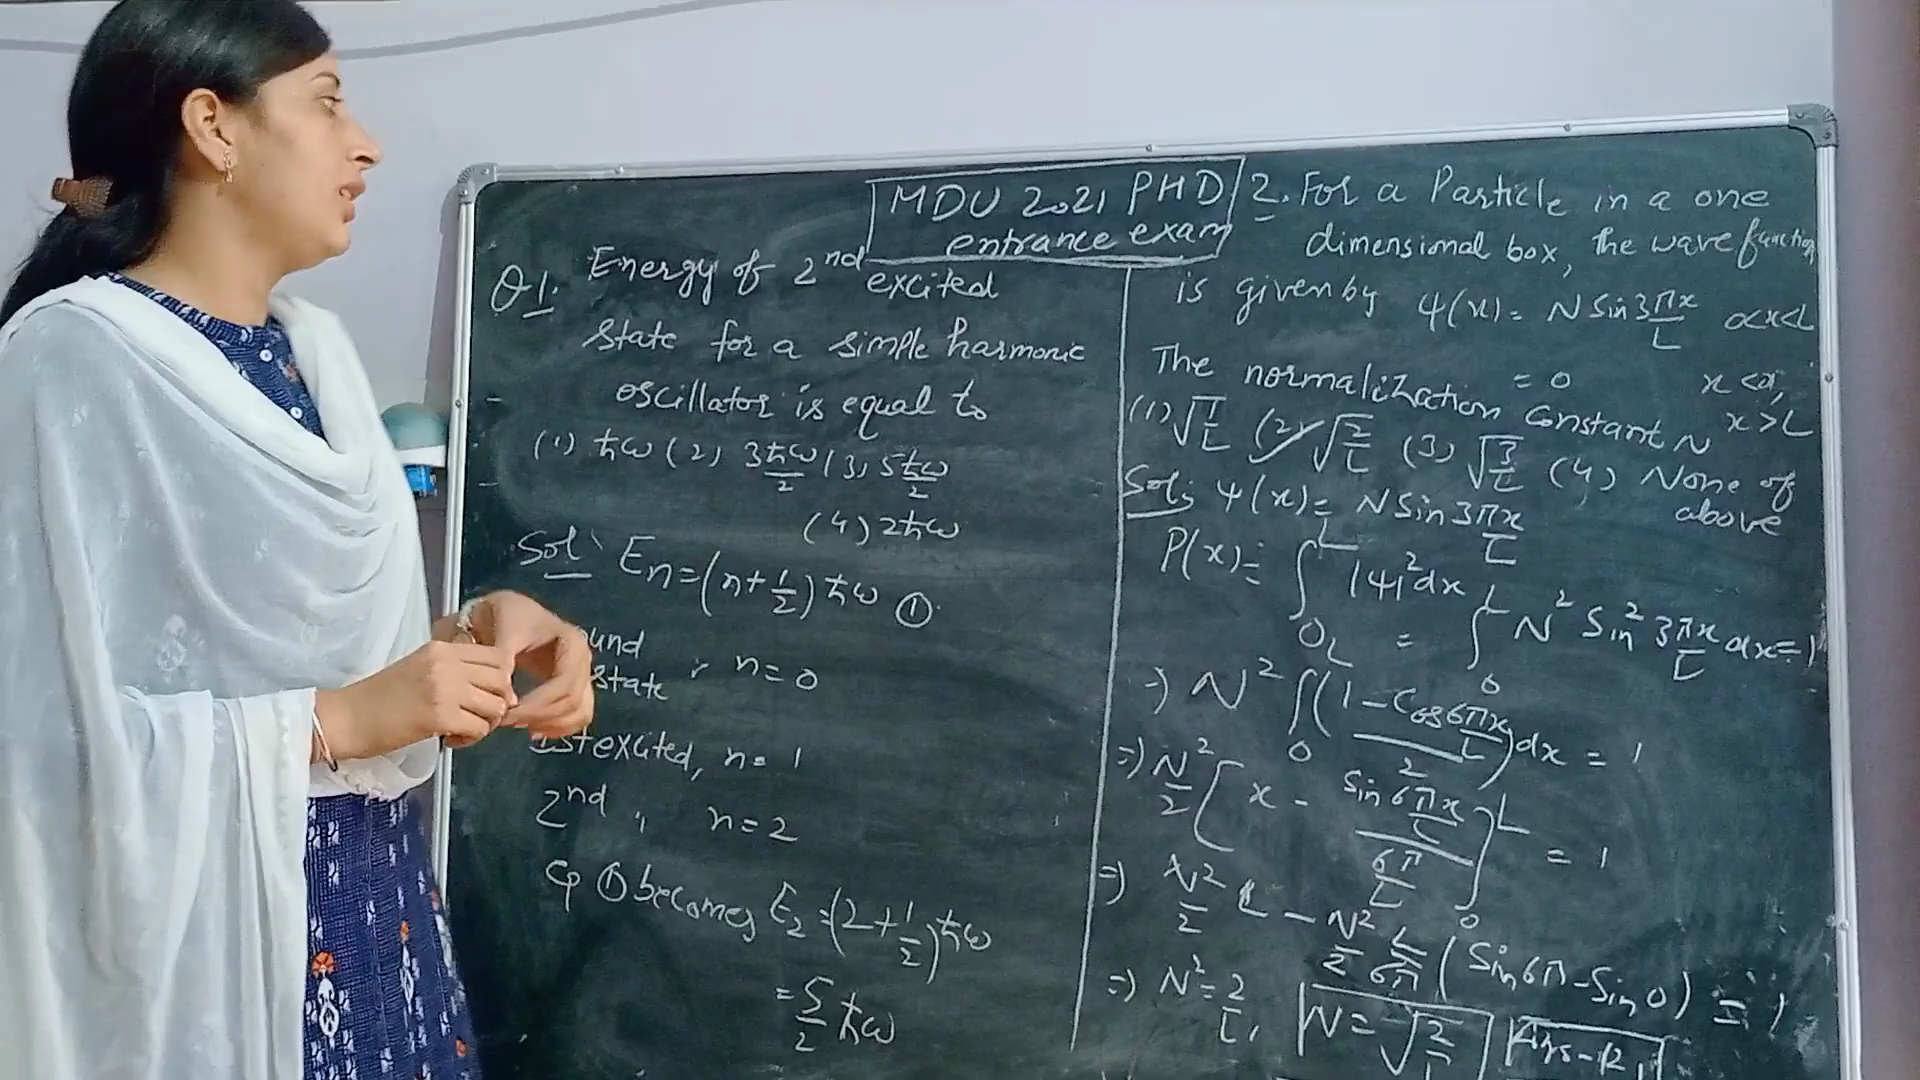 MDU 2021 PHD
entrance exam
Q1. Energy of 2nd excited
state for a simple harmonic
oscillator is equal to
(1) ħω (2) 3ħω/2 (3) 5ħω/2
(4) 2ħω
Sol: En = (n + 1/2) ħω ①
und
state, n = 0
1st excited, n = 1
2nd ,, n = 2
① becomes E2 = (2 + 1/2) ħω
= 5/2 ħω
2. For a Particle in a one
dimensional box, the wave function
is given by ψ(x) = N Sin 3πx/L 0<x<L
= 0 x<0,
x>L
The normalization constant N
(1) √1/L (2) √2/L (3) √3/L (4) None of
above
Sol; ψ(x) = N Sin 3πx/L
P(x) = ∫₀ᴸ |ψ|² dx
= ∫₀ᴸ N² Sin² 3πx/L dx = 1
⇒ N² ∫₀ᴸ (1 - Cos 6πx/L / 2) dx = 1
⇒ N²/2 [x - Sin 6πx/L / 6π/L]₀ᴸ = 1
⇒ N²/2 L - N²/2 L/6π (Sin 6π - Sin 0) = 1
⇒ N² = 2/L, N = √2/L